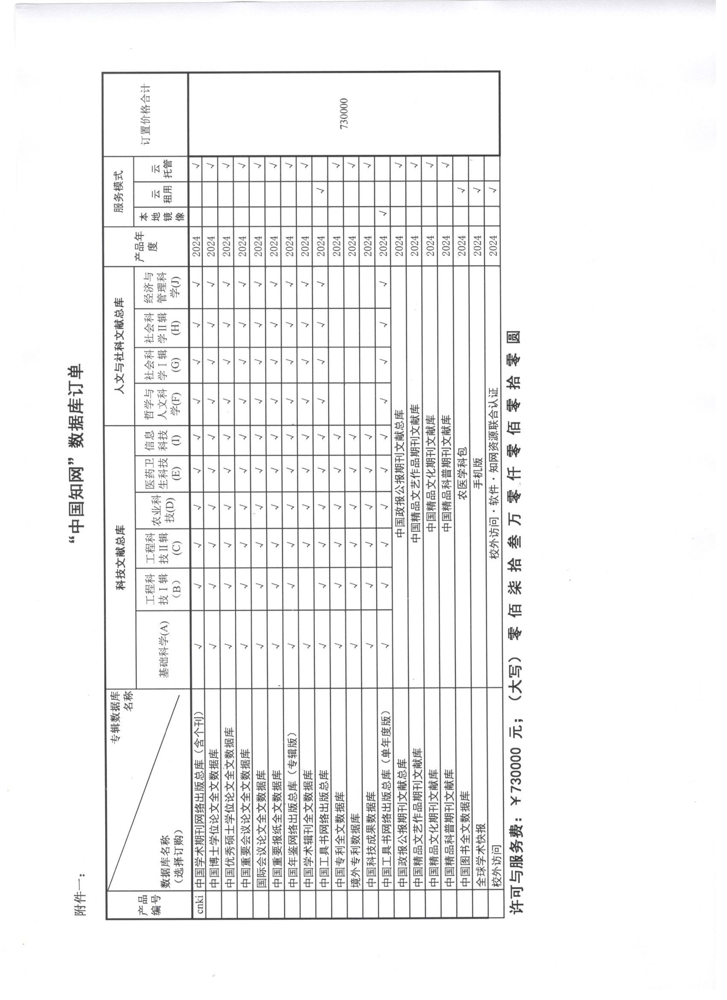 附件一：
“中国知网”数据库订单
产品编号 专辑数据库名称 数据库名称（选择订购） 科技文献总库 人文与社科文献总库 产品年度 服务模式 订置价格合计
基础科学(A) 工程科技Ⅰ辑（B） 工程科技Ⅱ辑(C) 农业科技(D) 医药卫生科技(E) 信息科技(I) 哲学与人文科学(F) 社会科学Ⅰ辑(G) 社会科学Ⅱ辑(H) 经济与管理科学(J) 本地镜像 云租用 云托管
cnki 中国学术期刊网络出版总库（含个刊） √ √ √ √ √ √ √ √ √ √ 2024 √ 730000
中国博士学位论文全文数据库 √ √ √ √ √ √ √ √ √ √ 2024 √
中国优秀硕士学位论文全文数据库 √ √ √ √ √ √ √ √ √ √ 2024 √
中国重要会议论文全文数据库 √ √ √ √ √ √ √ √ √ √ 2024 √
国际会议论文全文数据库 √ √ √ √ √ √ √ √ √ √ 2024 √
中国重要报纸全文数据库 √ √ √ √ √ √ √ √ √ √ 2024 √
中国年鉴网络出版总库（专辑版） √ √ √ √ √ √ √ √ √ √ 2024 √
中国学术辑刊全文数据库 √ √ √ √ √ √ √ √ √ 2024 √
中国工具书网络出版总库 √ √ √ √ √ √ √ √ √ √ 2024 √
中国专利全文数据库 √ √ √ √ √ √ 2024 √
境外专利数据库 √ √ √ √ √ √ 2024 √
中国科技成果数据库 √ √ √ √ √ √ 2024 √
中国工具书网络出版总库（单年度版） √ √ √ √ √ √ √ √ √ √ 2024 √
中国政报公报期刊文献总库 中国政报公报期刊文献总库 2024 √
中国精品文艺作品期刊文献库 中国精品文艺作品期刊文献库 2024 √
中国精品文化期刊文献库 中国精品文化期刊文献库 2024 √
中国精品科普期刊文献库 中国精品科普期刊文献库 2024 √
中国图书全文数据库 农医学科包 2024 √
全球学术快报 手机版 2024 √
校外访问 校外访问·软件·知网资源联合认证 2024 √
许可与服务费：￥730000 元；（大写） 零 佰 柒 拾 叁 万 零 仟 零 佰 零 拾 零 圆